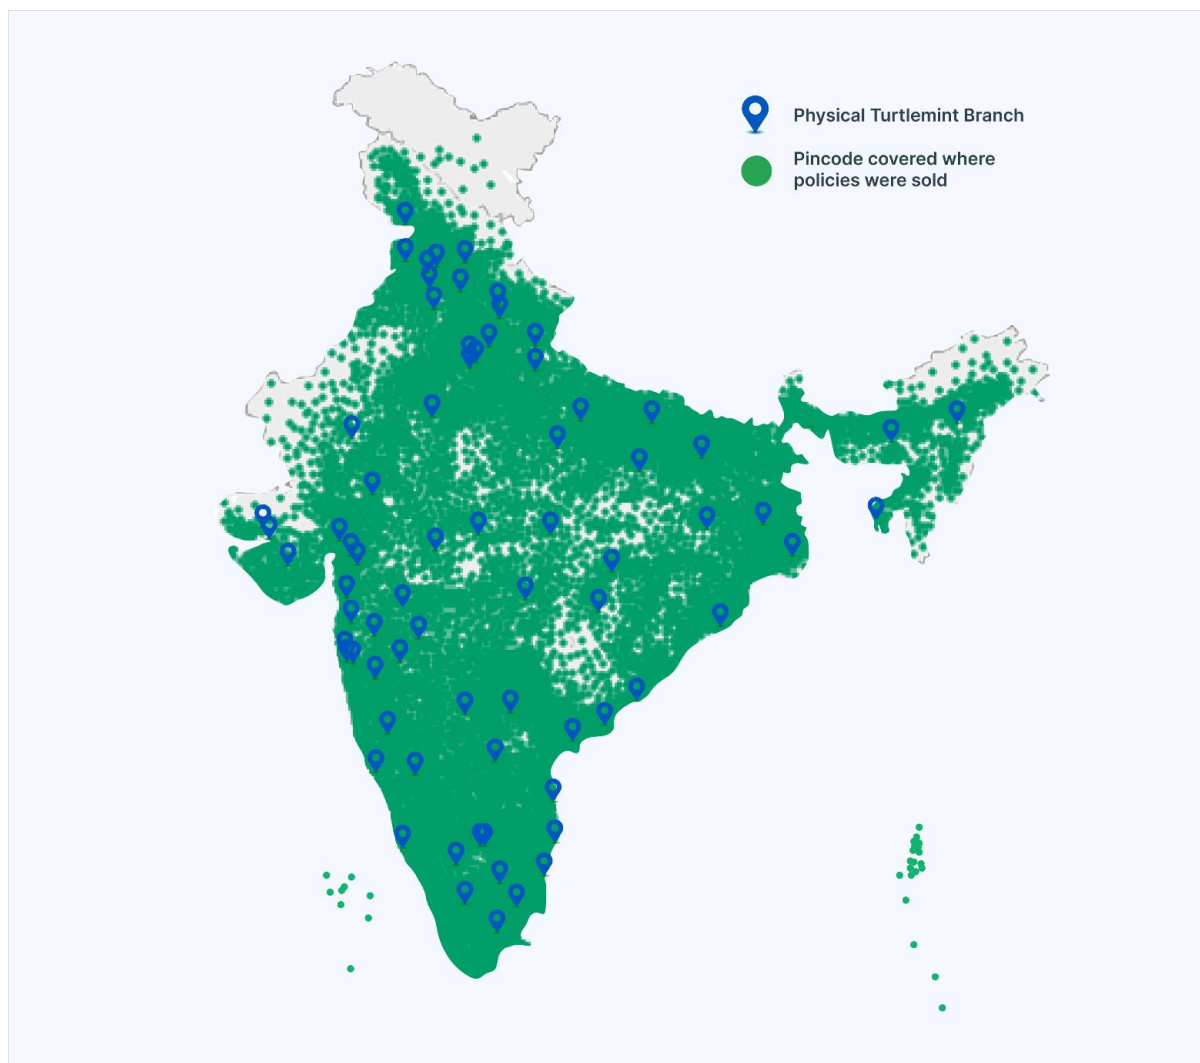 Physical Turtlemint Branch
Pincode covered where
policies were sold